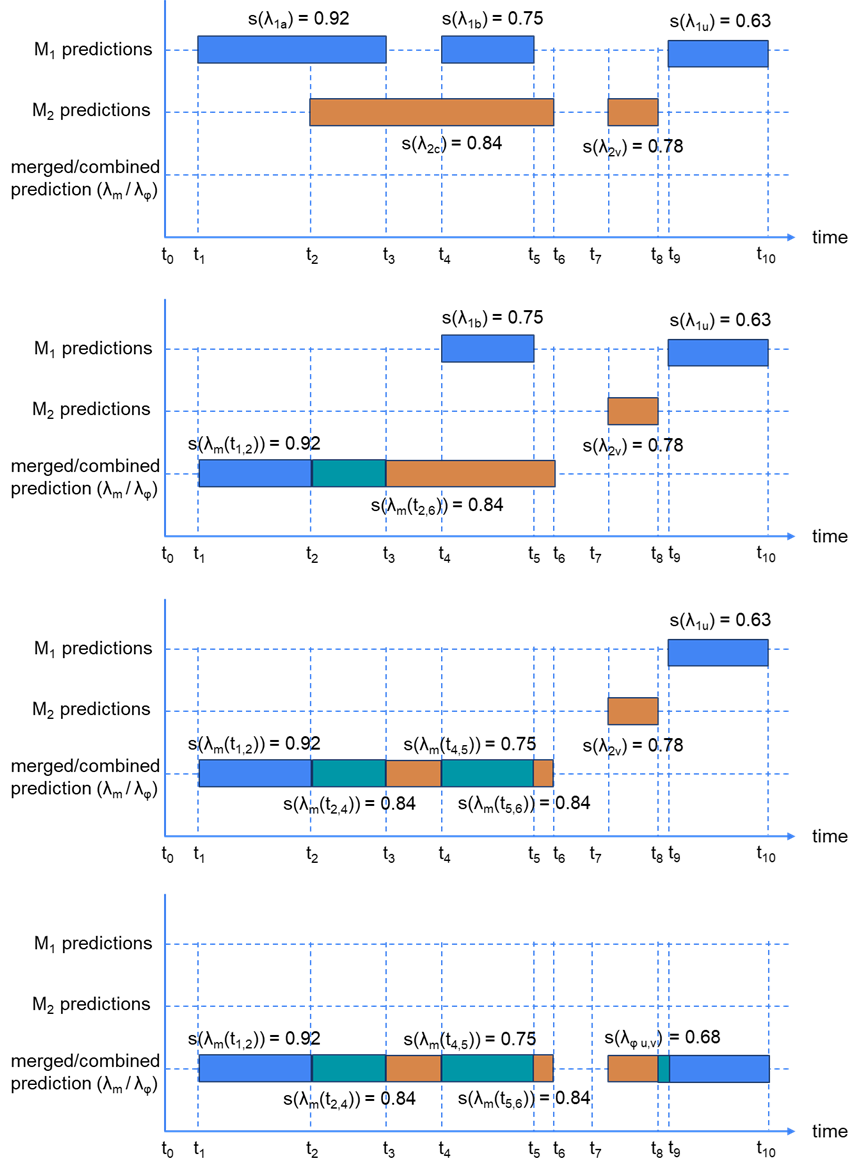 s(λ1a) = 0.92 s(λ1b) = 0.75 s(λ1u) = 0.63
M1 predictions
M2 predictions
s(λ2c) = 0.84 s(λ2v) = 0.78
merged/combined
prediction (λm / λφ)
time
t0 t1 t2 t3 t4 t5 t6 t7 t8 t9 t10
s(λ1b) = 0.75 s(λ1u) = 0.63
M1 predictions
M2 predictions
s(λm(t1,2)) = 0.92 s(λ2v) = 0.78
merged/combined
prediction (λm / λφ)
s(λm(t2,6)) = 0.84
time
t0 t1 t2 t3 t4 t5 t6 t7 t8 t9 t10
s(λ1u) = 0.63
M1 predictions
M2 predictions
s(λm(t1,2)) = 0.92 s(λm(t4,5)) = 0.75 s(λ2v) = 0.78
merged/combined
prediction (λm / λφ)
s(λm(t2,4)) = 0.84 s(λm(t5,6)) = 0.84
time
t0 t1 t2 t3 t4 t5 t6 t7 t8 t9 t10
M1 predictions
M2 predictions
s(λm(t1,2)) = 0.92 s(λm(t4,5)) = 0.75 s(λφ u,v) = 0.68
merged/combined
prediction (λm / λφ)
s(λm(t2,4)) = 0.84 s(λm(t5,6)) = 0.84
time
t0 t1 t2 t3 t4 t5 t6 t7 t8 t9 t10